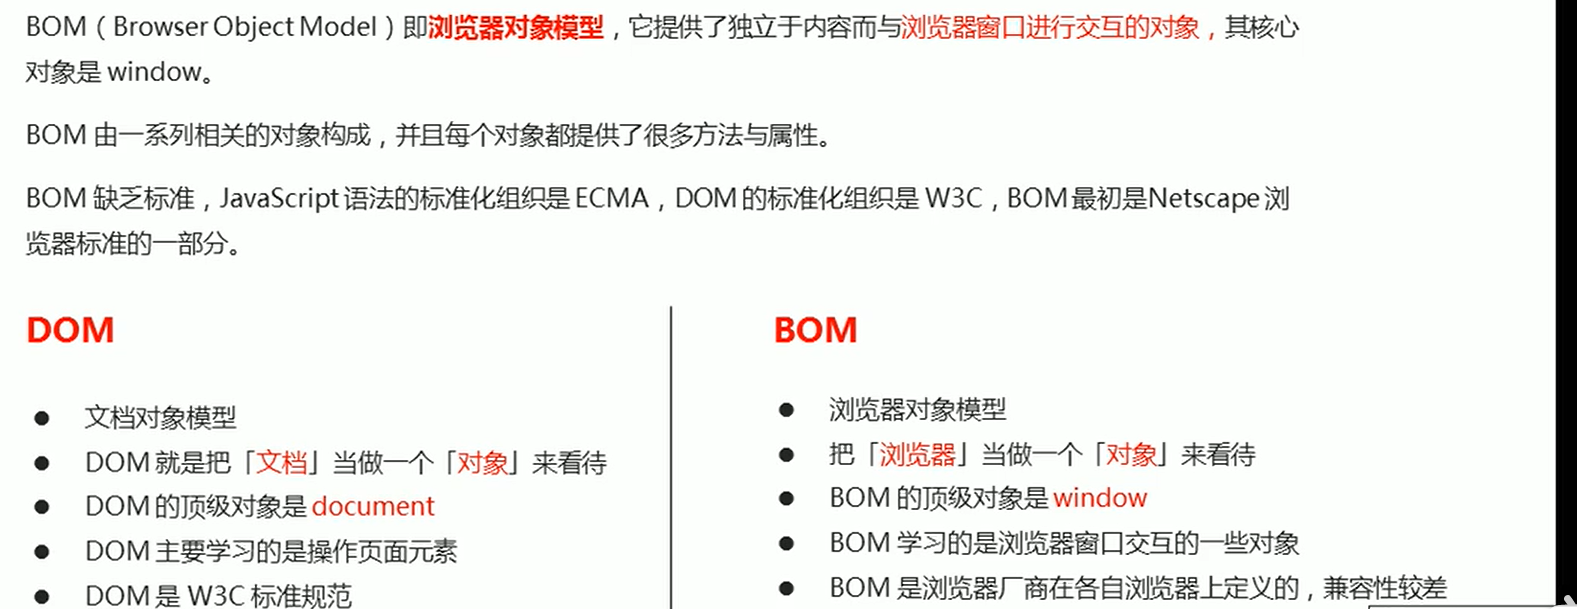 BOM（Browser Object Model）即浏览器对象模型，它提供了独立于内容而与浏览器窗口进行交互的对象，其核心
对象是 window。
BOM 由一系列相关的对象构成，并且每个对象都提供了很多方法与属性。
BOM 缺乏标准，JavaScript 语法的标准化组织是 ECMA，DOM 的标准化组织是 W3C，BOM 最初是Netscape 浏
览器标准的一部分。
DOM
● 文档对象模型
● DOM 就是把「文档」当做一个「对象」来看待
● DOM 的顶级对象是 document
● DOM 主要学习的是操作页面元素
● DOM 是 W3C 标准规范
BOM
● 浏览器对象模型
● 把「浏览器」当做一个「对象」来看待
● BOM 的顶级对象是 window
● BOM 学习的是浏览器窗口交互的一些对象
● BOM 是浏览器厂商在各自浏览器上定义的，兼容性较差